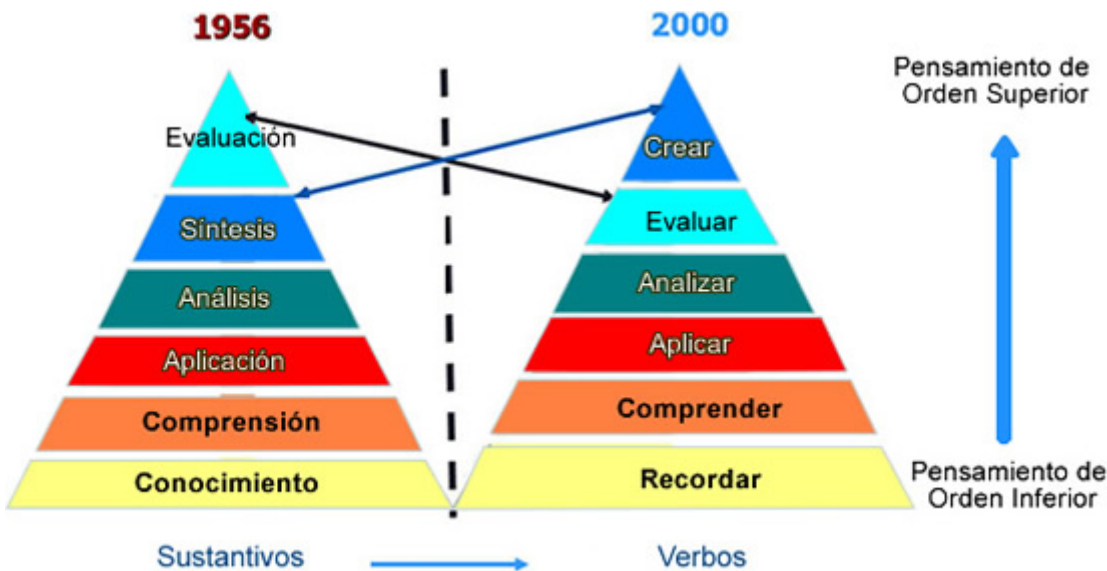 1956
Evaluación
Síntesis
Análisis
Aplicación
Comprensión
Conocimiento
Sustantivos
2000
Crear
Evaluar
Analizar
Aplicar
Comprender
Recordar
Verbos
Pensamiento de
Orden Superior
Pensamiento de
Orden Inferior